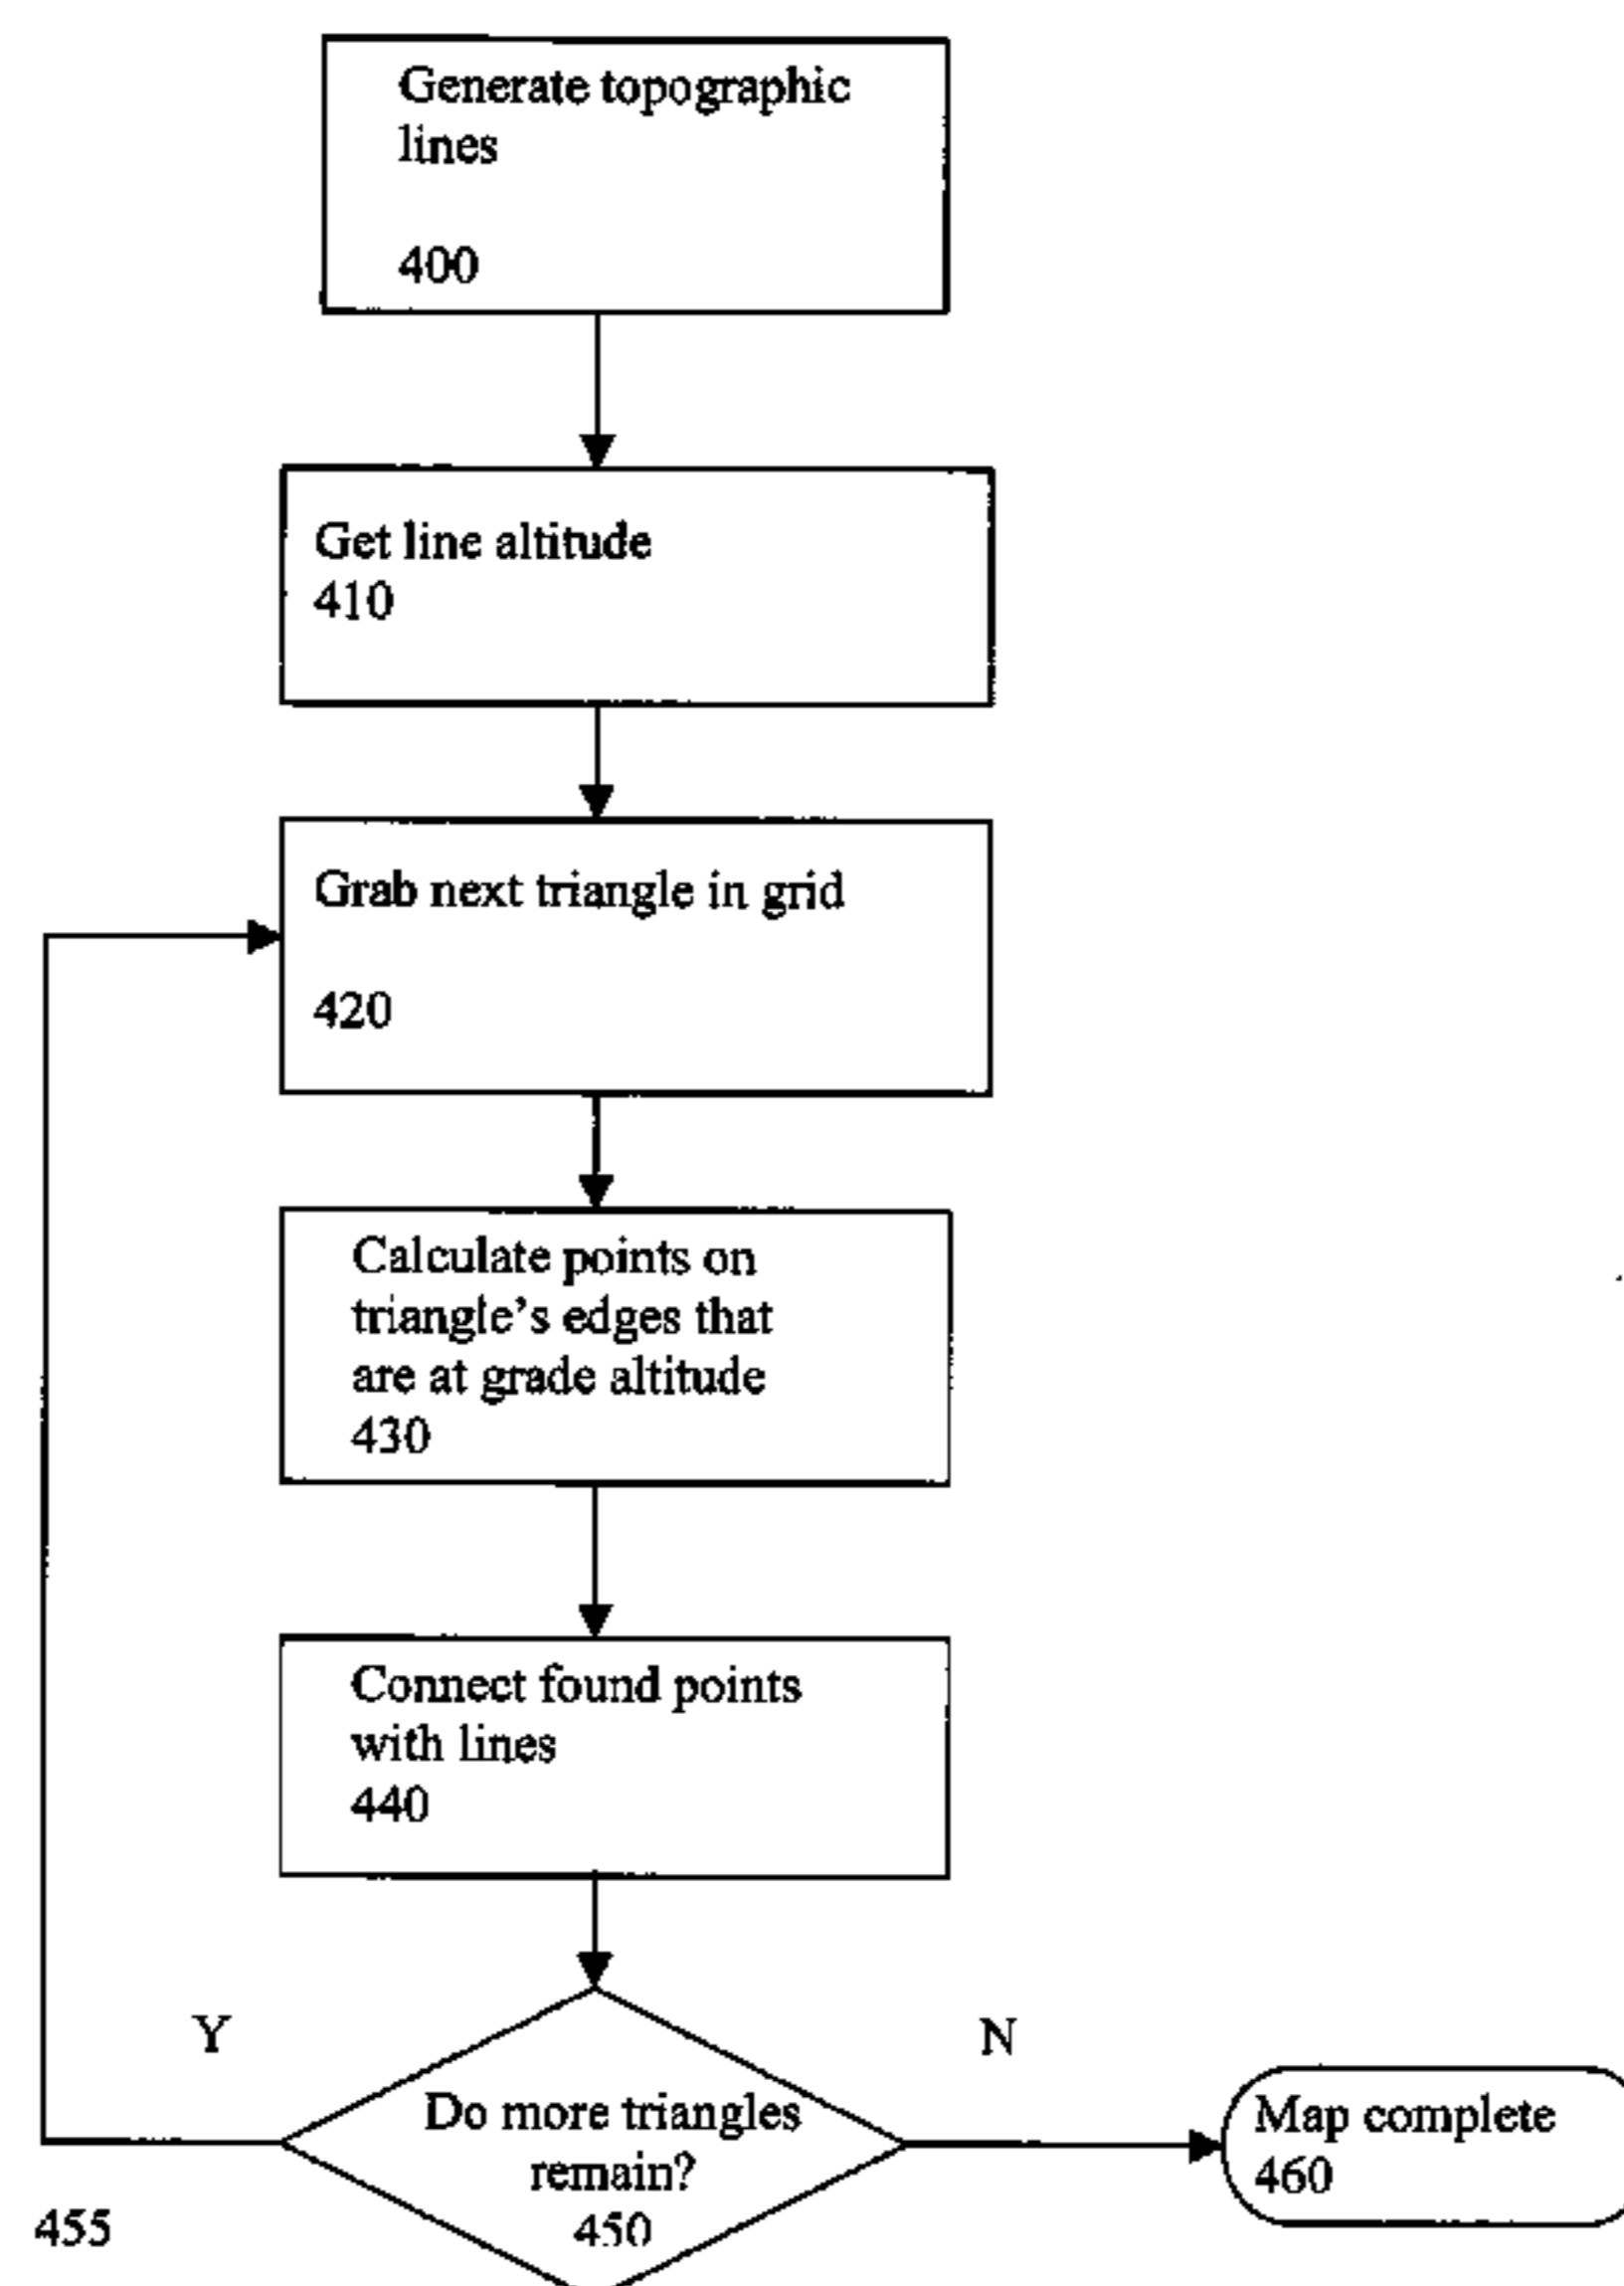 Generate topographic
lines
400
Get line altitude
410
Grab next triangle in grid
420
Calculate points on
triangle's edges that
are at grade altitude
430
Connect found points
with lines
440
Y
N
Do more triangles
remain?
450
Map complete
460
455